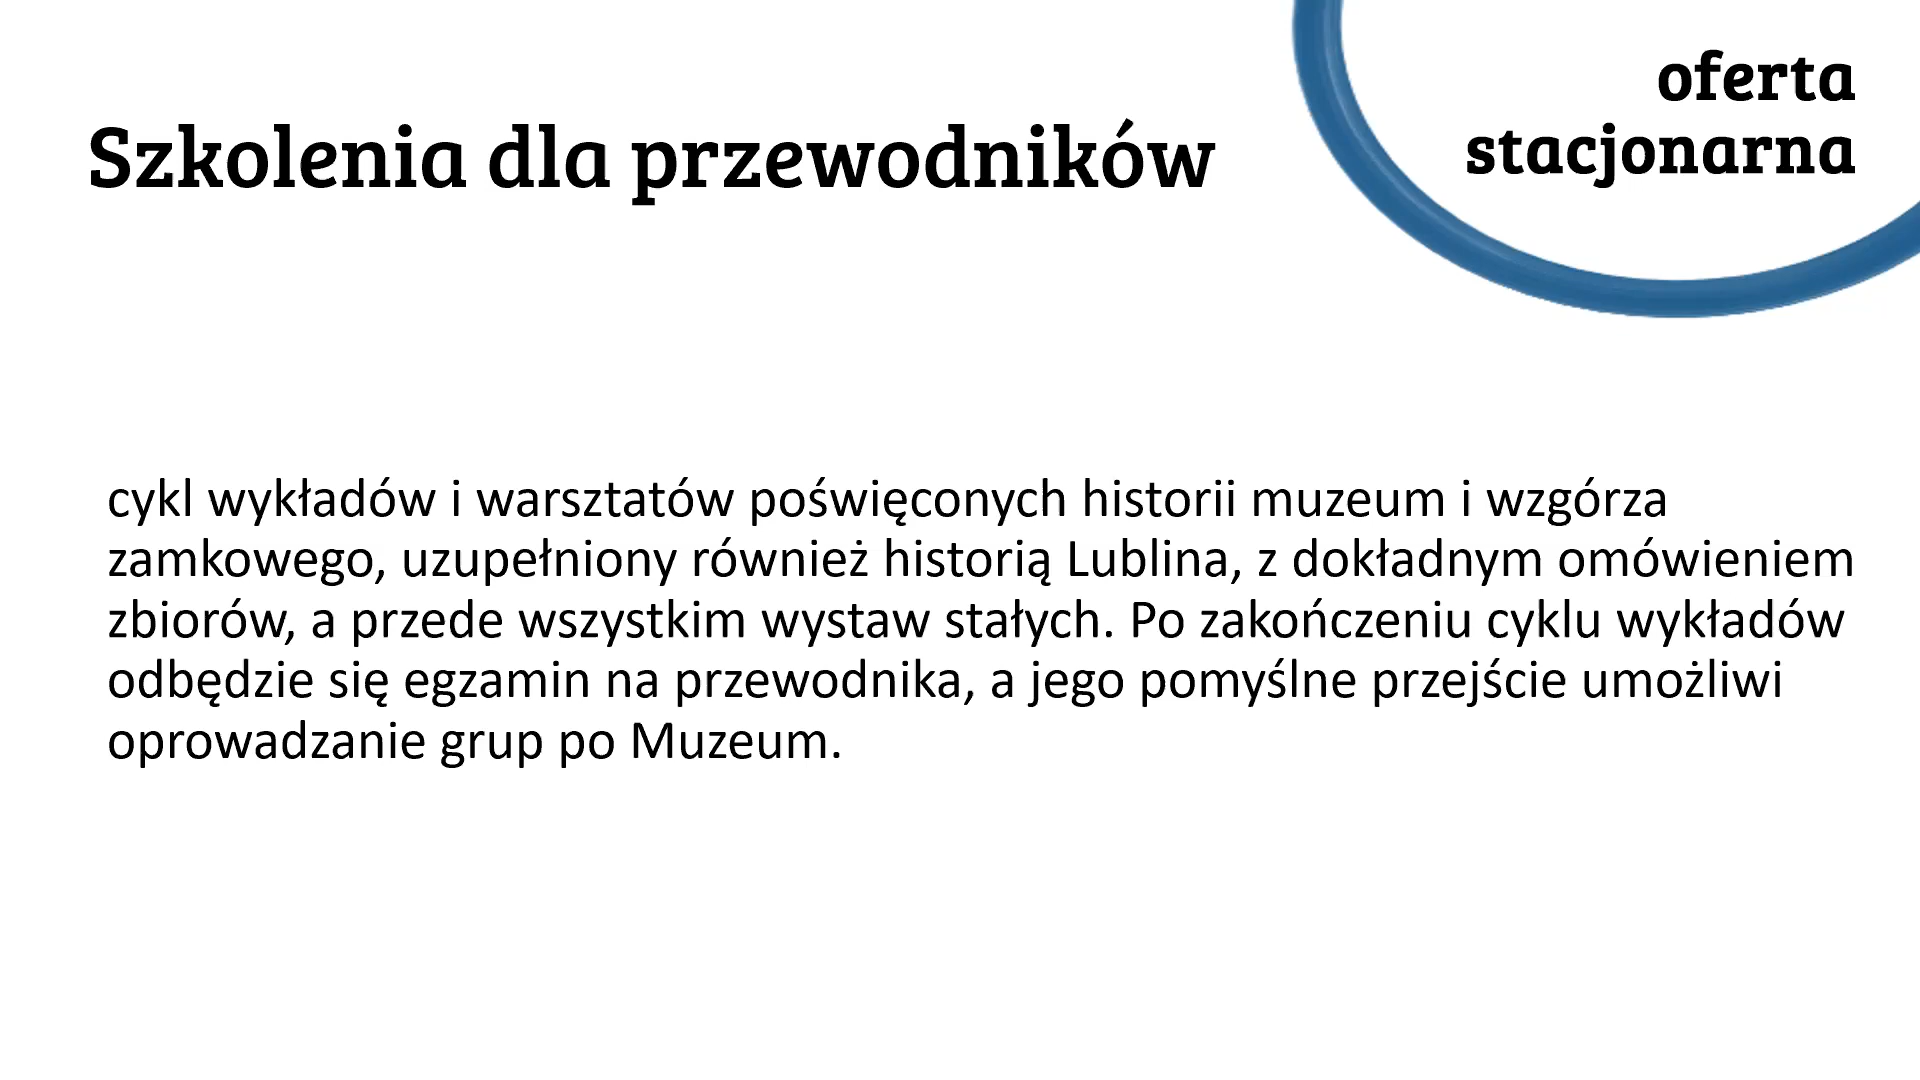 oferta
stacjonarna
Szkolenia dla przewodników
cykl wykładów i warsztatów poświęconych historii muzeum i wzgórza
zamkowego, uzupełniony również historią Lublina, z dokładnym omówieniem
zbiorów, a przede wszystkim wystaw stałych. Po zakończeniu cyklu wykładów
odbędzie się egzamin na przewodnika, a jego pomyślne przejście umożliwi
oprowadzanie grup po Muzeum.